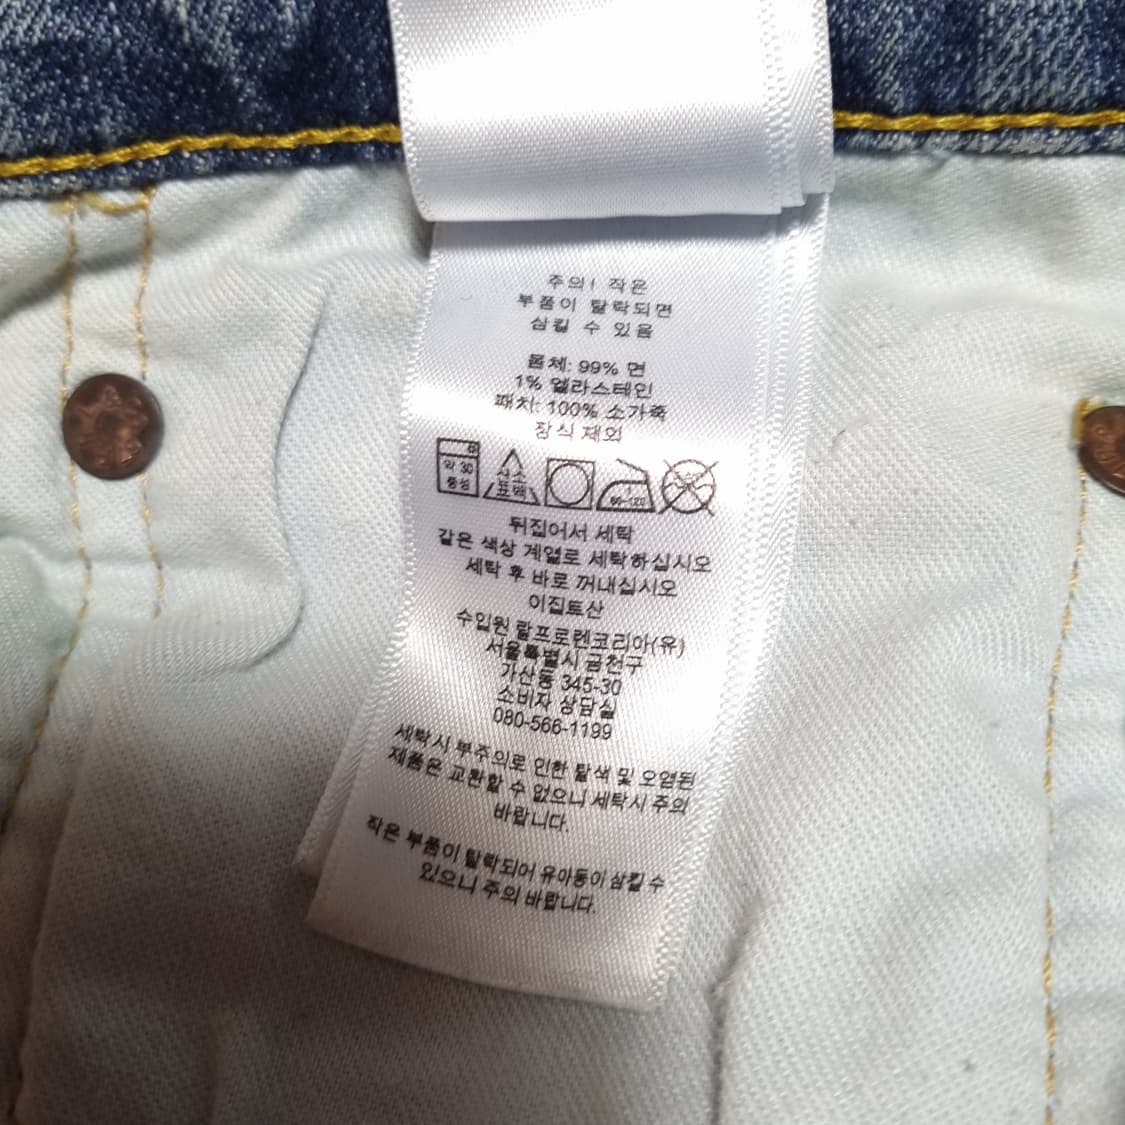 주의! 작은
부품이 탈락되면
삼킬 수 있음
몸체: 99% 면
1% 엘라스테인
패치: 100% 소가죽
장식 제외
약 30
중성
산소
표백
80~120
뒤집어서 세탁
같은 색상 계열로 세탁하십시오
세탁 후 바로 꺼내십시오
이집트산
수입원 랄프로렌코리아(유)
서울특별시 금천구
가산동 345-30
소비자 상담실
080-566-1199
세탁시 부주의로 인한 탈색 및 오염된
제품은 교환할 수 없으니 세탁시 주의
바랍니다.
작은 부품이 탈락되어 유아동이 삼킬 수
있으니 주의 바랍니다.